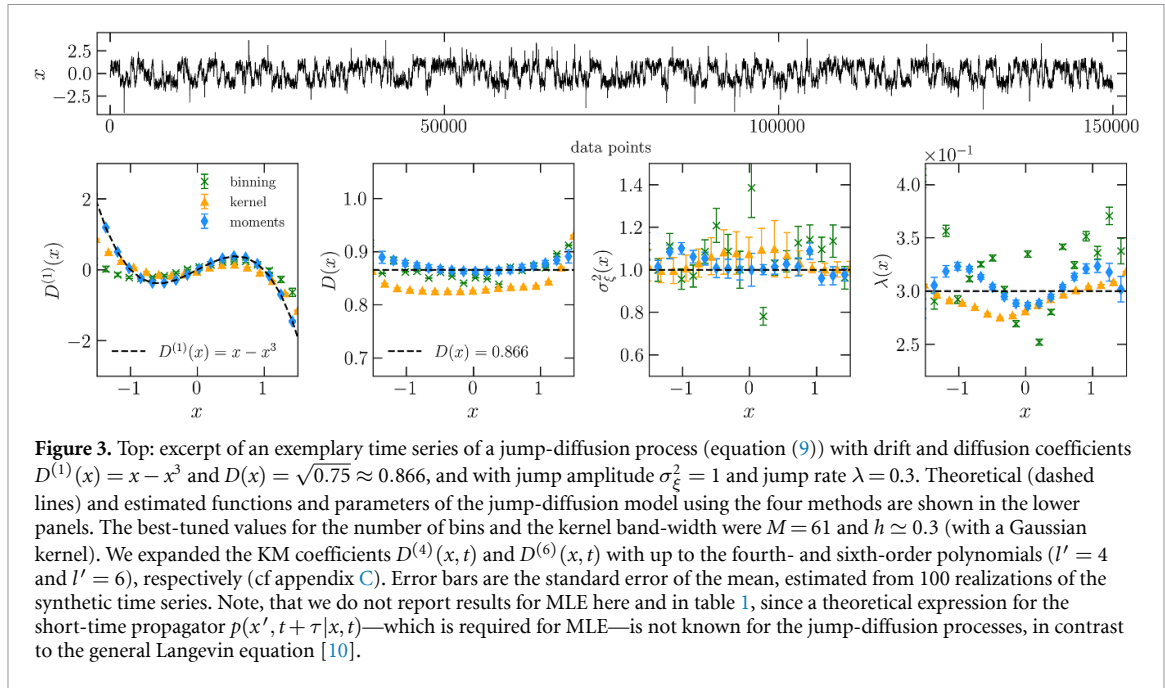 x
2.5
0.0
−2.5
0
50000
100000
150000
data points
D^{(1)}(x)
2
0
−2
−1
0
1
x
binning
kernel
moments
D^{(1)}(x) = x − x^3
D(x)
1.0
0.9
0.8
0.7
−1
0
1
x
D(x) = 0.866
σ_ξ^2(x)
1.4
1.2
1.0
0.8
0.6
−1
0
1
x
×10^{−1}
λ(x)
4.0
3.5
3.0
2.5
−1
0
1
x
Figure 3. Top: excerpt of an exemplary time series of a jump-diffusion process (equation (9)) with drift and diffusion coefficients
D^{(1)}(x) = x − x^3 and D(x) = √0.75 ≈ 0.866, and with jump amplitude σ_ξ^2 = 1 and jump rate λ = 0.3. Theoretical (dashed
lines) and estimated functions and parameters of the jump-diffusion model using the four methods are shown in the lower
panels. The best-tuned values for the number of bins and the kernel band-width were M = 61 and h ≃ 0.3 (with a Gaussian
kernel). We expanded the KM coefficients D^{(4)}(x, t) and D^{(6)}(x, t) with up to the fourth- and sixth-order polynomials (l′ = 4
and l′ = 6), respectively (cf appendix C). Error bars are the standard error of the mean, estimated from 100 realizations of the
synthetic time series. Note, that we do not report results for MLE here and in table 1, since a theoretical expression for the
short-time propagator p(x′, t + τ|x, t)—which is required for MLE—is not known for the jump-diffusion processes, in contrast
to the general Langevin equation [10].